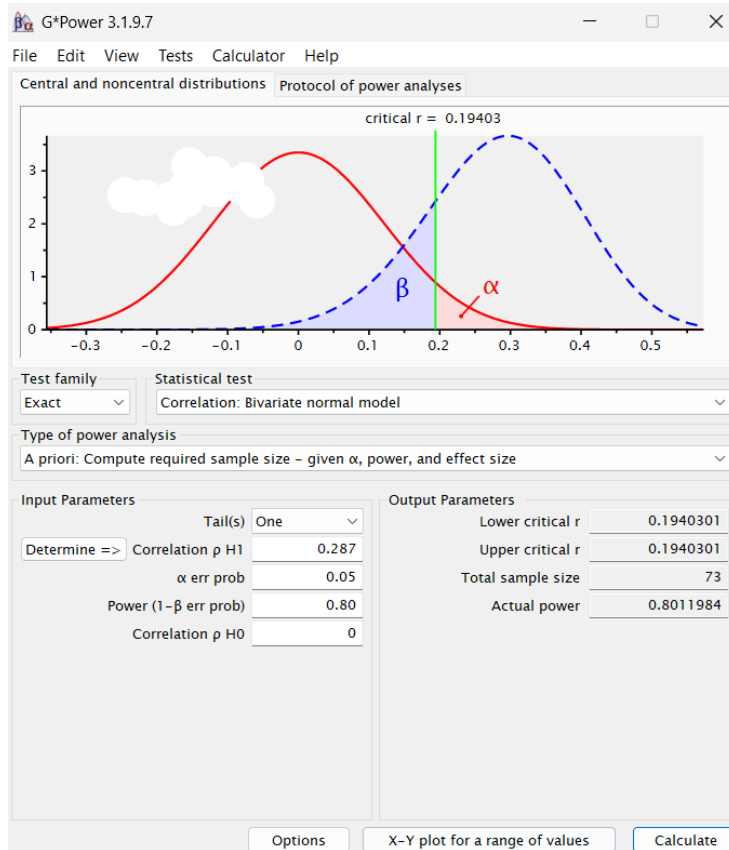 G*Power 3.1.9.7
File Edit View Tests Calculator Help
Central and noncentral distributions Protocol of power analyses
critical r = 0.19403
3
2
1
0
β
α
-0.3 -0.2 -0.1 0 0.1 0.2 0.3 0.4 0.5
Test family Statistical test
Exact Correlation: Bivariate normal model
Type of power analysis
A priori: Compute required sample size - given α, power, and effect size
Input Parameters Output Parameters
Tail(s) One Lower critical r 0.1940301
Determine => Correlation ρ H1 0.287 Upper critical r 0.1940301
α err prob 0.05 Total sample size 73
Power (1-β err prob) 0.80 Actual power 0.8011984
Correlation ρ H0 0
Options X-Y plot for a range of values Calculate